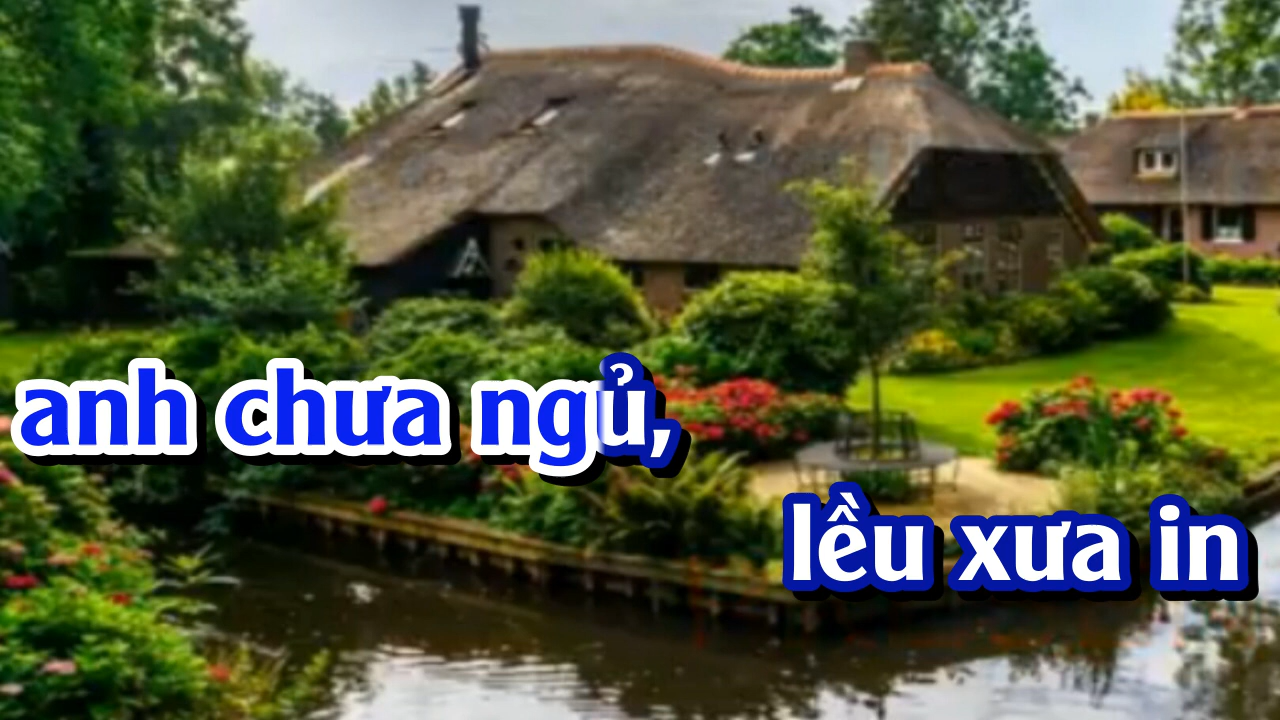 anh chưa ngủ,
lều xưa in